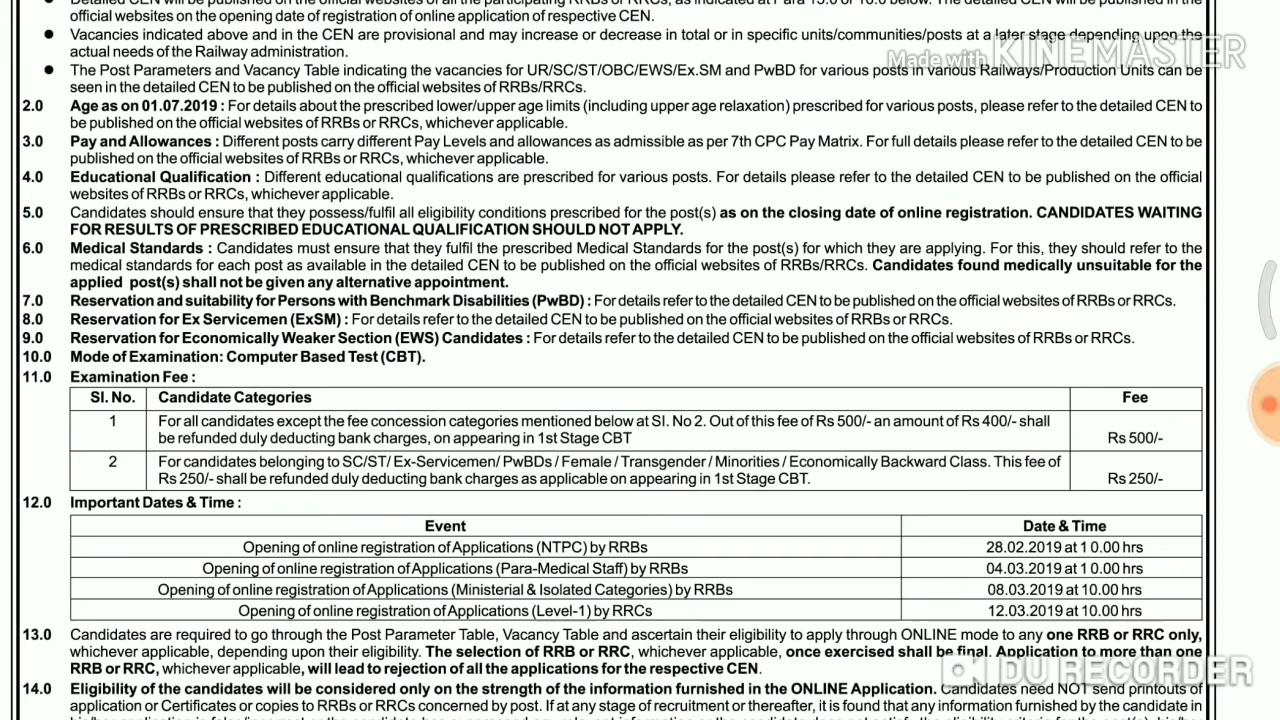 Detailed CEN will be published on the official websites of all the participating RRBs or RRCs, as indicated at Para 15.0 or 16.0 below. The detailed CEN will be published in the
official websites on the opening date of registration of online application of respective CEN.
● Vacancies indicated above and in the CEN are provisional and may increase or decrease in total or in specific units/communities/posts at a later stage depending upon the
actual needs of the Railway administration.
Made with KINEMASTER
● The Post Parameters and Vacancy Table indicating the vacancies for UR/SC/ST/OBC/EWS/Ex.SM and PwBD for various posts in various Railways/Production Units can be
seen in the detailed CEN to be published on the official websites of RRBs/RRCs.
2.0 Age as on 01.07.2019 : For details about the prescribed lower/upper age limits (including upper age relaxation) prescribed for various posts, please refer to the detailed CEN to
be published on the official websites of RRBs or RRCs, whichever applicable.
3.0 Pay and Allowances : Different posts carry different Pay Levels and allowances as admissible as per 7th CPC Pay Matrix. For full details please refer to the detailed CEN to be
published on the official websites of RRBs or RRCs, whichever applicable.
4.0 Educational Qualification : Different educational qualifications are prescribed for various posts. For details please refer to the detailed CEN to be published on the official
websites of RRBs or RRCs, whichever applicable.
5.0 Candidates should ensure that they possess/fulfil all eligibility conditions prescribed for the post(s) as on the closing date of online registration. CANDIDATES WAITING
FOR RESULTS OF PRESCRIBED EDUCATIONAL QUALIFICATION SHOULD NOT APPLY.
6.0 Medical Standards : Candidates must ensure that they fulfil the prescribed Medical Standards for the post(s) for which they are applying. For this, they should refer to the
medical standards for each post as available in the detailed CEN to be published on the official websites of RRBs/RRCs. Candidates found medically unsuitable for the
applied post(s) shall not be given any alternative appointment.
7.0 Reservation and suitability for Persons with Benchmark Disabilities (PwBD) : For details refer to the detailed CEN to be published on the official websites of RRBs or RRCs.
8.0 Reservation for Ex Servicemen (ExSM) : For details refer to the detailed CEN to be published on the official websites of RRBs or RRCs.
9.0 Reservation for Economically Weaker Section (EWS) Candidates : For details refer to the detailed CEN to be published on the official websites of RRBs or RRCs.
10.0 Mode of Examination: Computer Based Test (CBT).
11.0 Examination Fee :
Sl. No. Candidate Categories Fee
1 For all candidates except the fee concession categories mentioned below at Sl. No 2. Out of this fee of Rs 500/- an amount of Rs 400/- shall
be refunded duly deducting bank charges, on appearing in 1st Stage CBT Rs 500/-
2 For candidates belonging to SC/ST/ Ex-Servicemen/ PwBDs / Female / Transgender / Minorities / Economically Backward Class. This fee of
Rs 250/- shall be refunded duly deducting bank charges as applicable on appearing in 1st Stage CBT. Rs 250/-
12.0 Important Dates & Time :
Event Date & Time
Opening of online registration of Applications (NTPC) by RRBs 28.02.2019 at 10.00 hrs
Opening of online registration of Applications (Para-Medical Staff) by RRBs 04.03.2019 at 10.00 hrs
Opening of online registration of Applications (Ministerial & Isolated Categories) by RRBs 08.03.2019 at 10.00 hrs
Opening of online registration of Applications (Level-1) by RRCs 12.03.2019 at 10.00 hrs
13.0 Candidates are required to go through the Post Parameter Table, Vacancy Table and ascertain their eligibility to apply through ONLINE mode to any one RRB or RRC only,
whichever applicable, depending upon their eligibility. The selection of RRB or RRC, whichever applicable, once exercised shall be final. Application to more than one
RRB or RRC, whichever applicable, will lead to rejection of all the applications for the respective CEN.
DU RECORDER
14.0 Eligibility of the candidates will be considered only on the strength of the information furnished in the ONLINE Application. Candidates need NOT send printouts of
application or Certificates or copies to RRBs or RRCs concerned by post. If at any stage of recruitment or thereafter, it is found that any information furnished by the candidate in